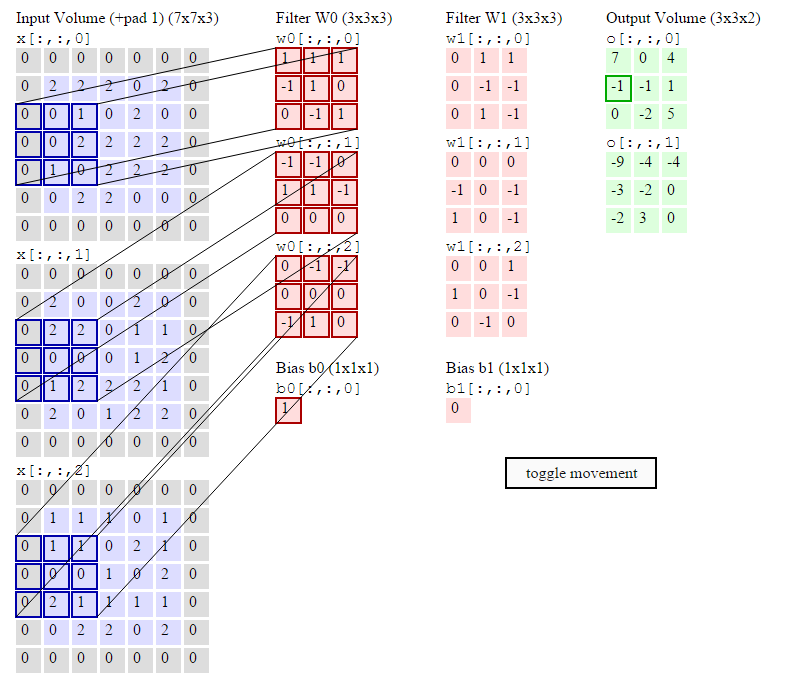 Input Volume (+pad 1) (7x7x3)
x[:,:,0]
0 0 0 0 0 0 0
0 2 2 2 0 2 0
0 0 1 0 2 0 0
0 0 2 2 2 2 0
0 1 0 2 2 2 0
0 0 2 2 0 0 0
0 0 0 0 0 0 0
x[:,:,1]
0 0 0 0 0 0 0
0 2 0 0 2 0 0
0 2 2 0 1 1 0
0 0 0 0 1 2 0
0 1 2 2 2 1 0
0 2 0 1 2 2 0
0 0 0 0 0 0 0
x[:,:,2]
0 0 0 0 0 0 0
0 1 1 1 0 1 0
0 1 1 0 2 1 0
0 0 0 1 0 2 0
0 2 1 1 1 1 0
0 0 2 2 0 2 0
0 0 0 0 0 0 0
Filter W0 (3x3x3)
w0[:,:,0]
1 1 1
-1 1 0
0 -1 1
w0[:,:,1]
-1 -1 0
1 1 -1
0 0 0
w0[:,:,2]
0 -1 -1
0 0 0
-1 1 0
Bias b0 (1x1x1)
b0[:,:,0]
1
Filter W1 (3x3x3)
w1[:,:,0]
0 1 1
0 -1 -1
0 1 -1
w1[:,:,1]
0 0 0
-1 0 -1
1 0 -1
w1[:,:,2]
0 0 1
1 0 -1
0 -1 0
Bias b1 (1x1x1)
b1[:,:,0]
0
Output Volume (3x3x2)
o[:,:,0]
7 0 4
-1 -1 1
0 -2 5
o[:,:,1]
-9 -4 -4
-3 -2 0
-2 3 0
toggle movement